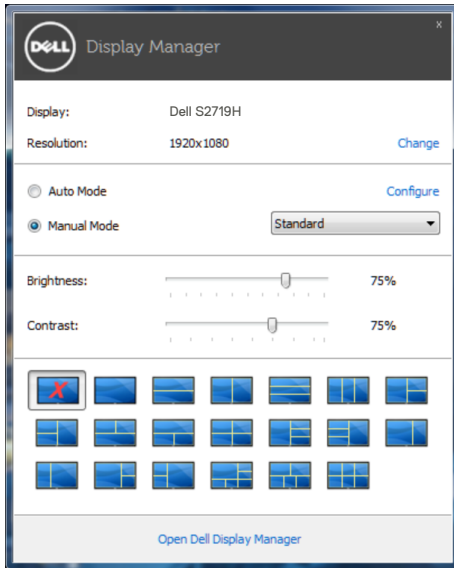 DELL Display Manager
x
Display: Dell S2719H
Resolution: 1920x1080 Change
Auto Mode Configure
Manual Mode Standard
Brightness: 75%
Contrast: 75%
Open Dell Display Manager